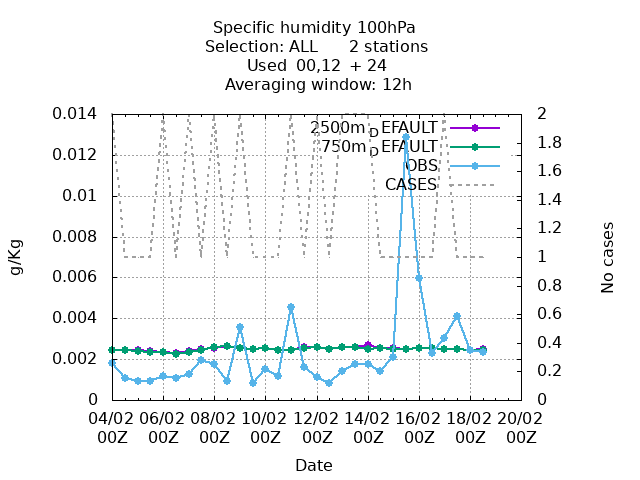 Specific humidity 100hPa
Selection: ALL 2 stations
Used 00,12 + 24
Averaging window: 12h
0.014
0.012
0.01
0.008
0.006
0.004
0.002
0
2
1.8
1.6
1.4
1.2
1
0.8
0.6
0.4
0.2
0
2500m_DEFAULT
750m_DEFAULT
OBS
CASES
g/Kg
No cases
04/02 06/02 08/02 10/02 12/02 14/02 16/02 18/02 20/02
00Z 00Z 00Z 00Z 00Z 00Z 00Z 00Z 00Z
Date